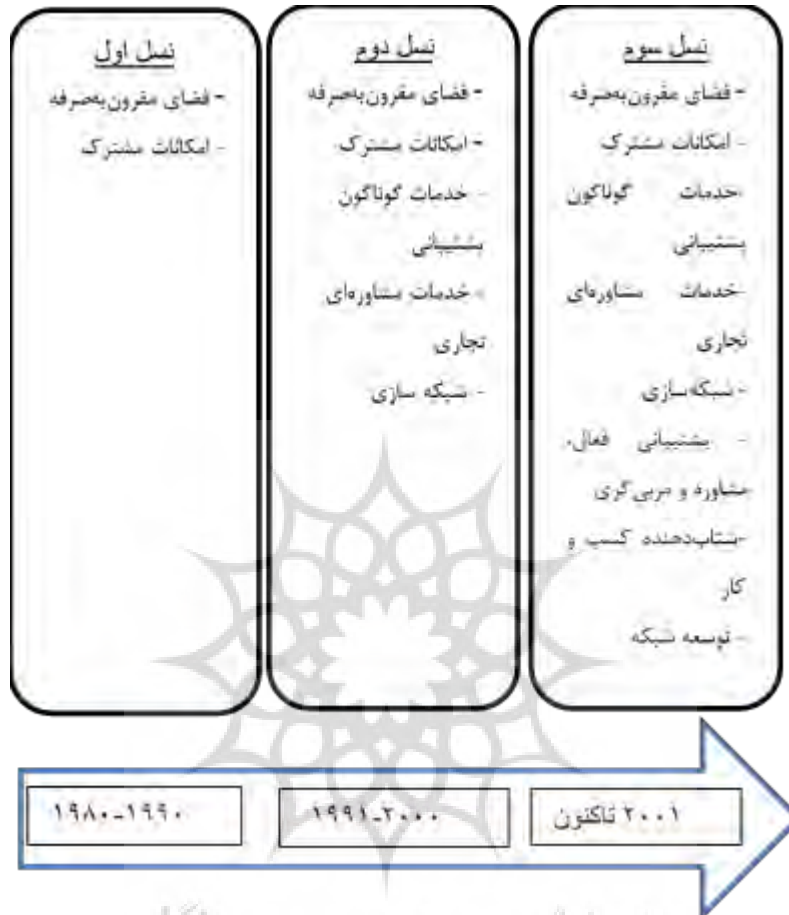 نسل اول
- فضای مقرون‌به‌صرفه
- امکانات مشترک
نسل دوم
- فضای مقرون‌به‌صرفه
- امکانات مشترک
- خدمات گوناگون
پشتیبانی
- خدمات مشاوره‌ای
تجاری
- شبکه سازی
نسل سوم
- فضای مقرون‌به‌صرفه
- امکانات مشترک
-خدمات گوناگون
پشتیبانی
-خدمات مشاوره‌ای
تجاری
- شبکه‌سازی
- پشتیبانی فعال،
مشاوره و مربی‌گری
-شتاب‌دهنده کسب و
کار
- توسعه شبکه
۱۹۸۰-۱۹۹۰
۱۹۹۱-۲۰۰۰
۲۰۰۱ تاکنون